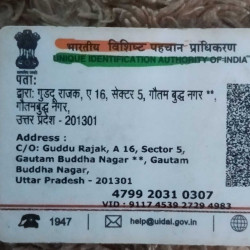 भारतीय विशिष्ट पहचान प्राधिकरण
UNIQUE IDENTIFICATION AUTHORITY OF INDIA
पता:
द्वारा: गुड्डू राजक, ए 16, सेक्टर 5, गौतम बुद्ध नगर **,
गौतमबुद्ध नगर,
उत्तर प्रदेश - 201301
Address :
C/O: Guddu Rajak, A 16, Sector 5,
Gautam Buddha Nagar **, Gautam
Buddha Nagar,
Uttar Pradesh - 201301
4799 2031 0307
VID : 9117 4539 2729 4983
1947
help@uidai.gov.in